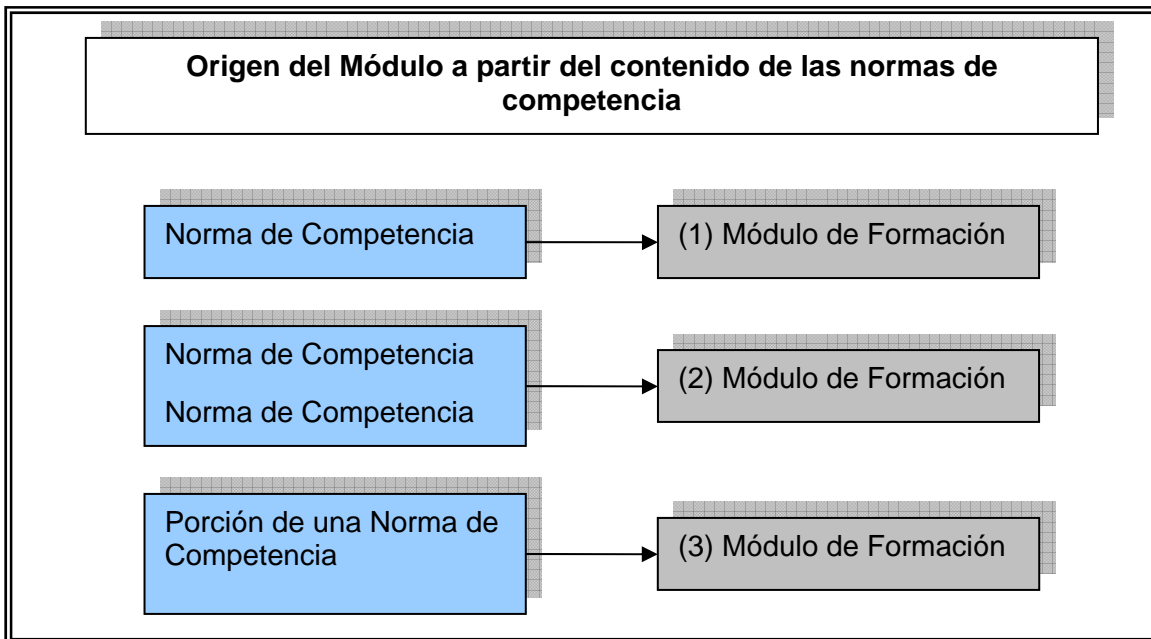 Origen del Módulo a partir del contenido de las normas de
competencia
Norma de Competencia
(1) Módulo de Formación
Norma de Competencia
Norma de Competencia
(2) Módulo de Formación
Porción de una Norma de
Competencia
(3) Módulo de Formación